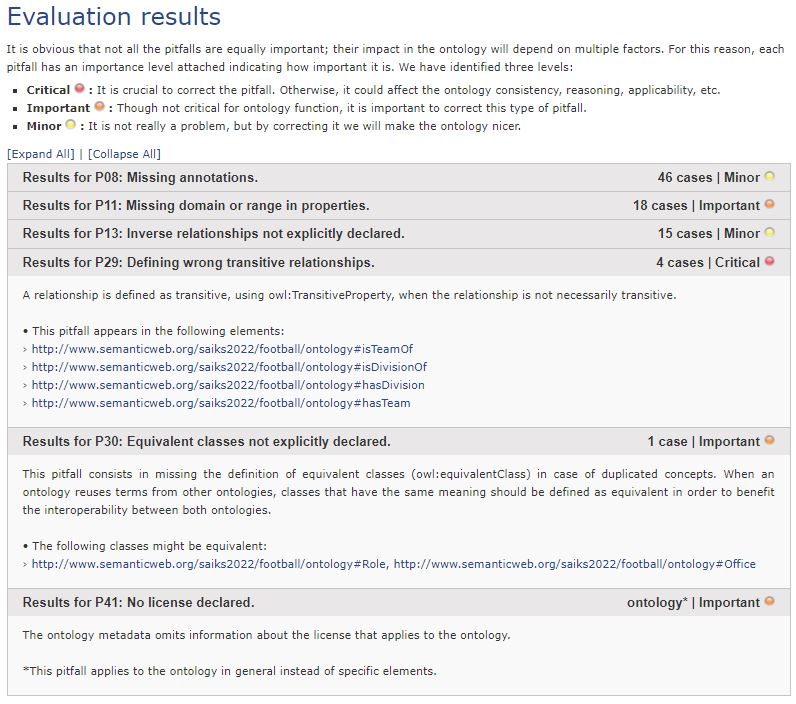 Evaluation results
It is obvious that not all the pitfalls are equally important; their impact in the ontology will depend on multiple factors. For this reason, each
pitfall has an importance level attached indicating how important it is. We have identified three levels:
▪ Critical : It is crucial to correct the pitfall. Otherwise, it could affect the ontology consistency, reasoning, applicability, etc.
▪ Important : Though not critical for ontology function, it is important to correct this type of pitfall.
▪ Minor : It is not really a problem, but by correcting it we will make the ontology nicer.
[Expand All] | [Collapse All]
Results for P08: Missing annotations. 46 cases | Minor
Results for P11: Missing domain or range in properties. 18 cases | Important
Results for P13: Inverse relationships not explicitly declared. 15 cases | Minor
Results for P29: Defining wrong transitive relationships. 4 cases | Critical
A relationship is defined as transitive, using owl:TransitiveProperty, when the relationship is not necessarily transitive.
• This pitfall appears in the following elements:
› http://www.semanticweb.org/saiks2022/football/ontology#isTeamOf
› http://www.semanticweb.org/saiks2022/football/ontology#isDivisionOf
› http://www.semanticweb.org/saiks2022/football/ontology#hasDivision
› http://www.semanticweb.org/saiks2022/football/ontology#hasTeam
Results for P30: Equivalent classes not explicitly declared. 1 case | Important
This pitfall consists in missing the definition of equivalent classes (owl:equivalentClass) in case of duplicated concepts. When an
ontology reuses terms from other ontologies, classes that have the same meaning should be defined as equivalent in order to benefit
the interoperability between both ontologies.
• The following classes might be equivalent:
› http://www.semanticweb.org/saiks2022/football/ontology#Role, http://www.semanticweb.org/saiks2022/football/ontology#Office
Results for P41: No license declared. ontology* | Important
The ontology metadata omits information about the license that applies to the ontology.
*This pitfall applies to the ontology in general instead of specific elements.